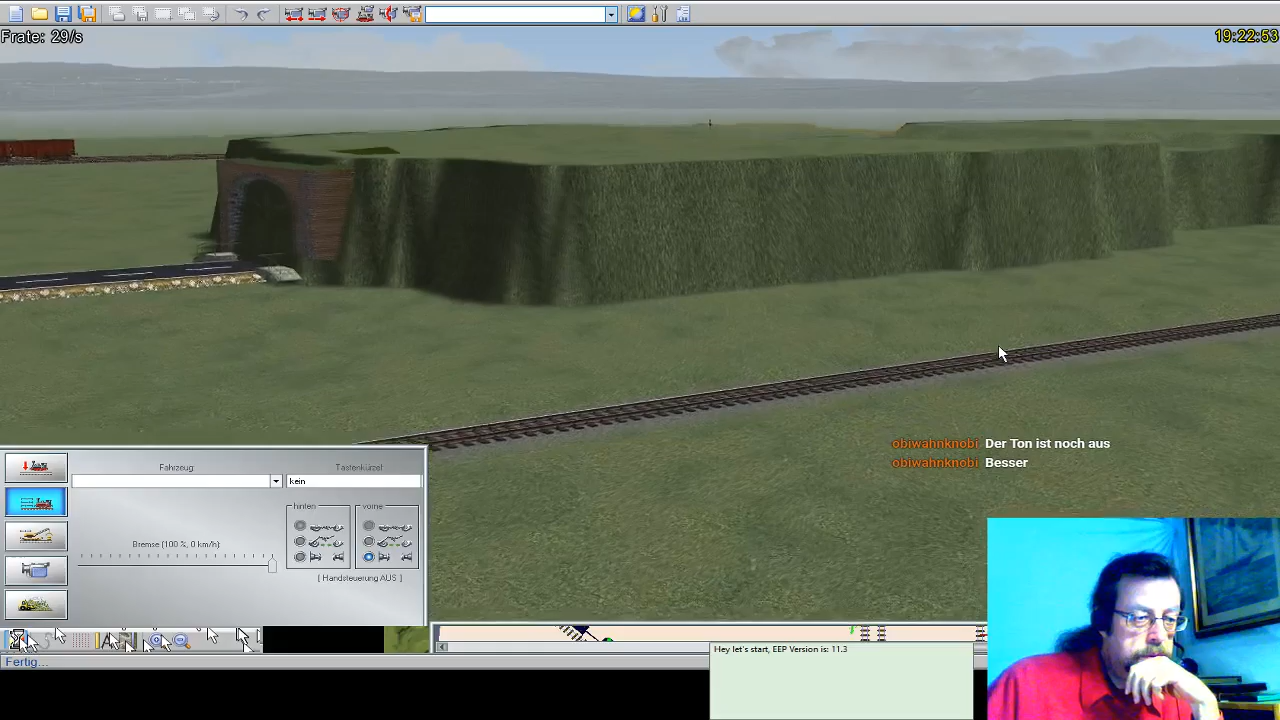 Frate: 29/s
19:22:53
obiwahnknobi Der Ton ist noch aus
obiwahnknobi Besser
Fahrzeug:
Tastenkürzel
kein
hinten
vorne
Bremse (100 %, 0 km/h)
[ Handsteuerung AUS ]
Fertig...
Hey let's start, EEP Version is: 11.3